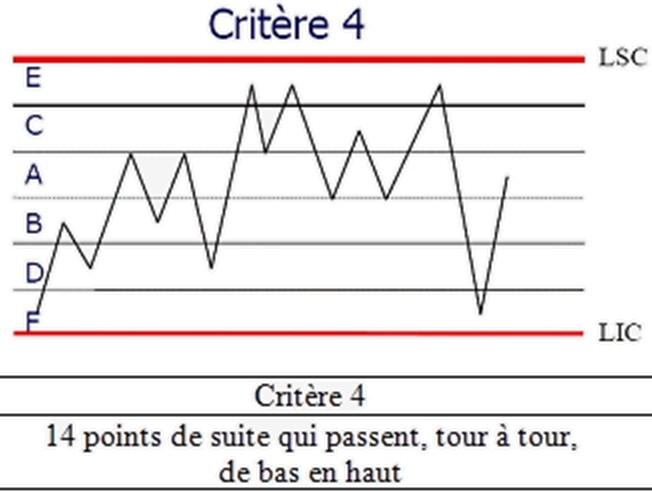 Critère 4
LSC
E
C
A
B
D
F
LIC
Critère 4
14 points de suite qui passent, tour à tour,
de bas en haut